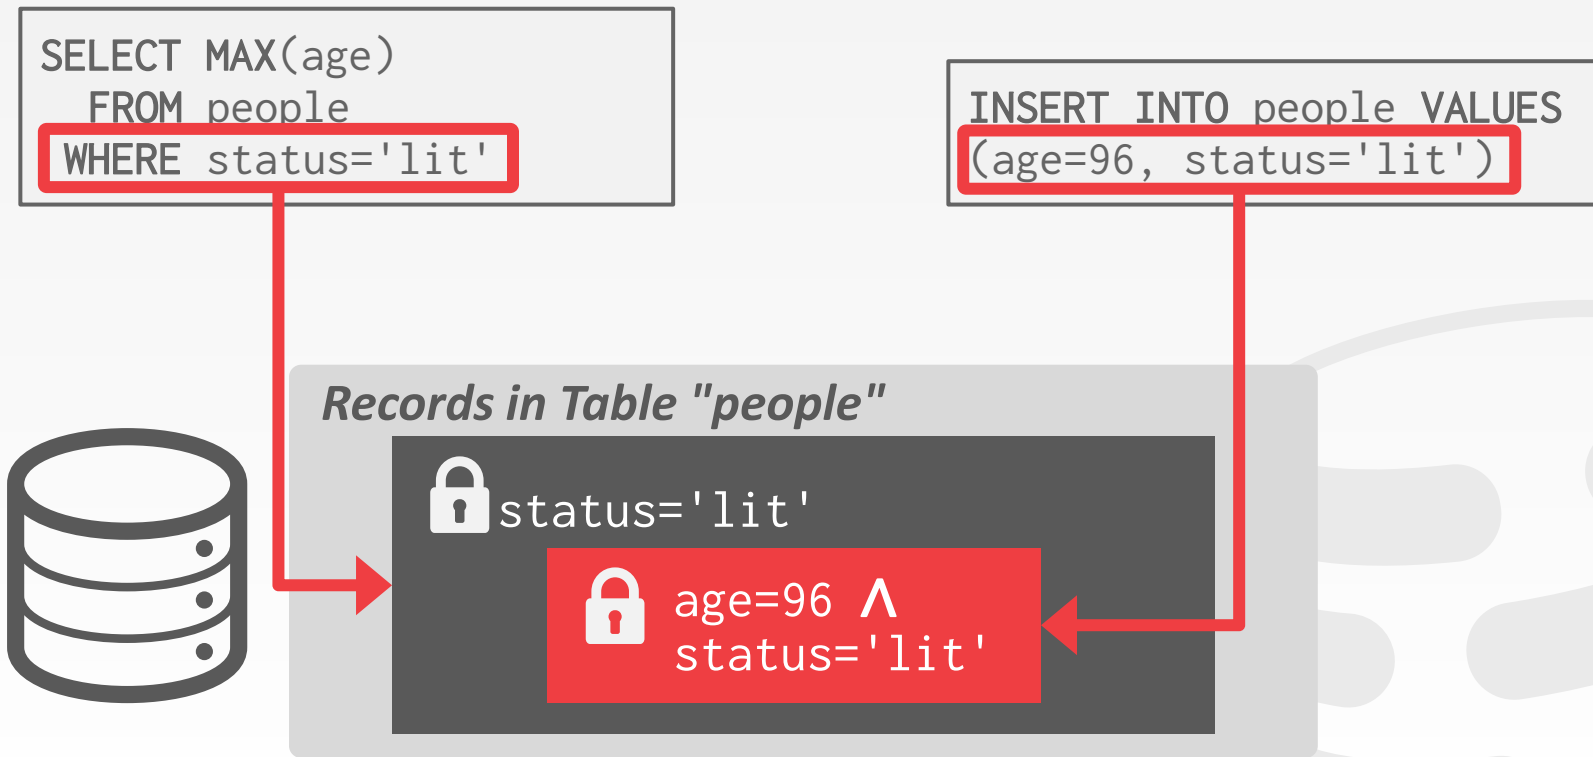 SELECT MAX(age)
FROM people
WHERE status='lit'
INSERT INTO people VALUES
(age=96, status='lit')
Records in Table "people"
status='lit'
age=96 ∧
status='lit'